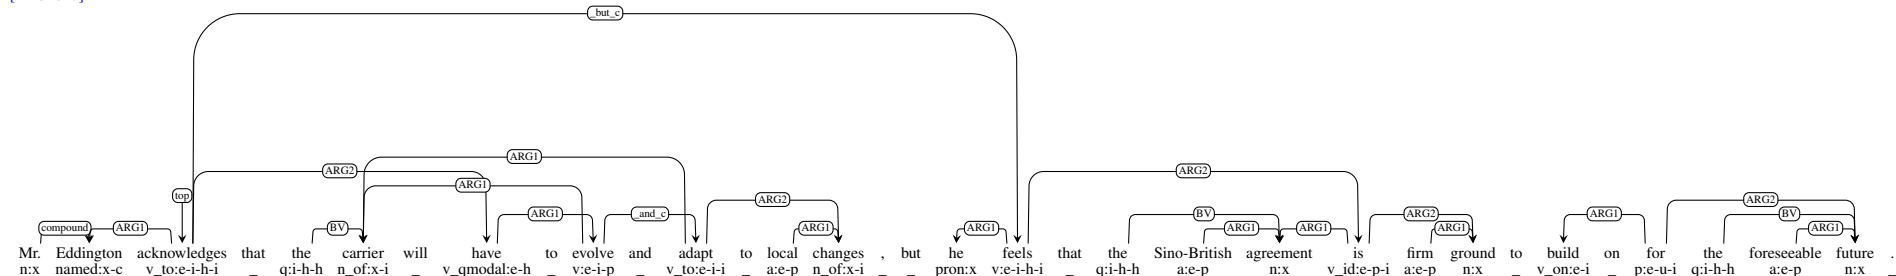 _but_c
ARG1
ARG2
ARG1
top
ARG2
ARG2
ARG1
_and_c
BV
ARG2
ARG1
BV
compound
ARG1
BV
ARG1
ARG1
ARG1
ARG1
ARG1
ARG1
Mr. Eddington acknowledges that the carrier will have to evolve and adapt to local changes , but he feels that the Sino-British agreement is firm ground to build on for the foreseeable future .
n:x named:x-c v_to:e-i-h-i _ q:i-h-h n_of:x-i _ v_qmodal:e-h _ v:e-i-p _ v_to:e-i-i _ a:e-p n_of:x-i _ _ pron:x v:e-i-h-i _ q:i-h-h a:e-p n:x v_id:e-p-i a:e-p n:x _ v_on:e-i _ p:e-u-i q:i-h-h a:e-p n:x